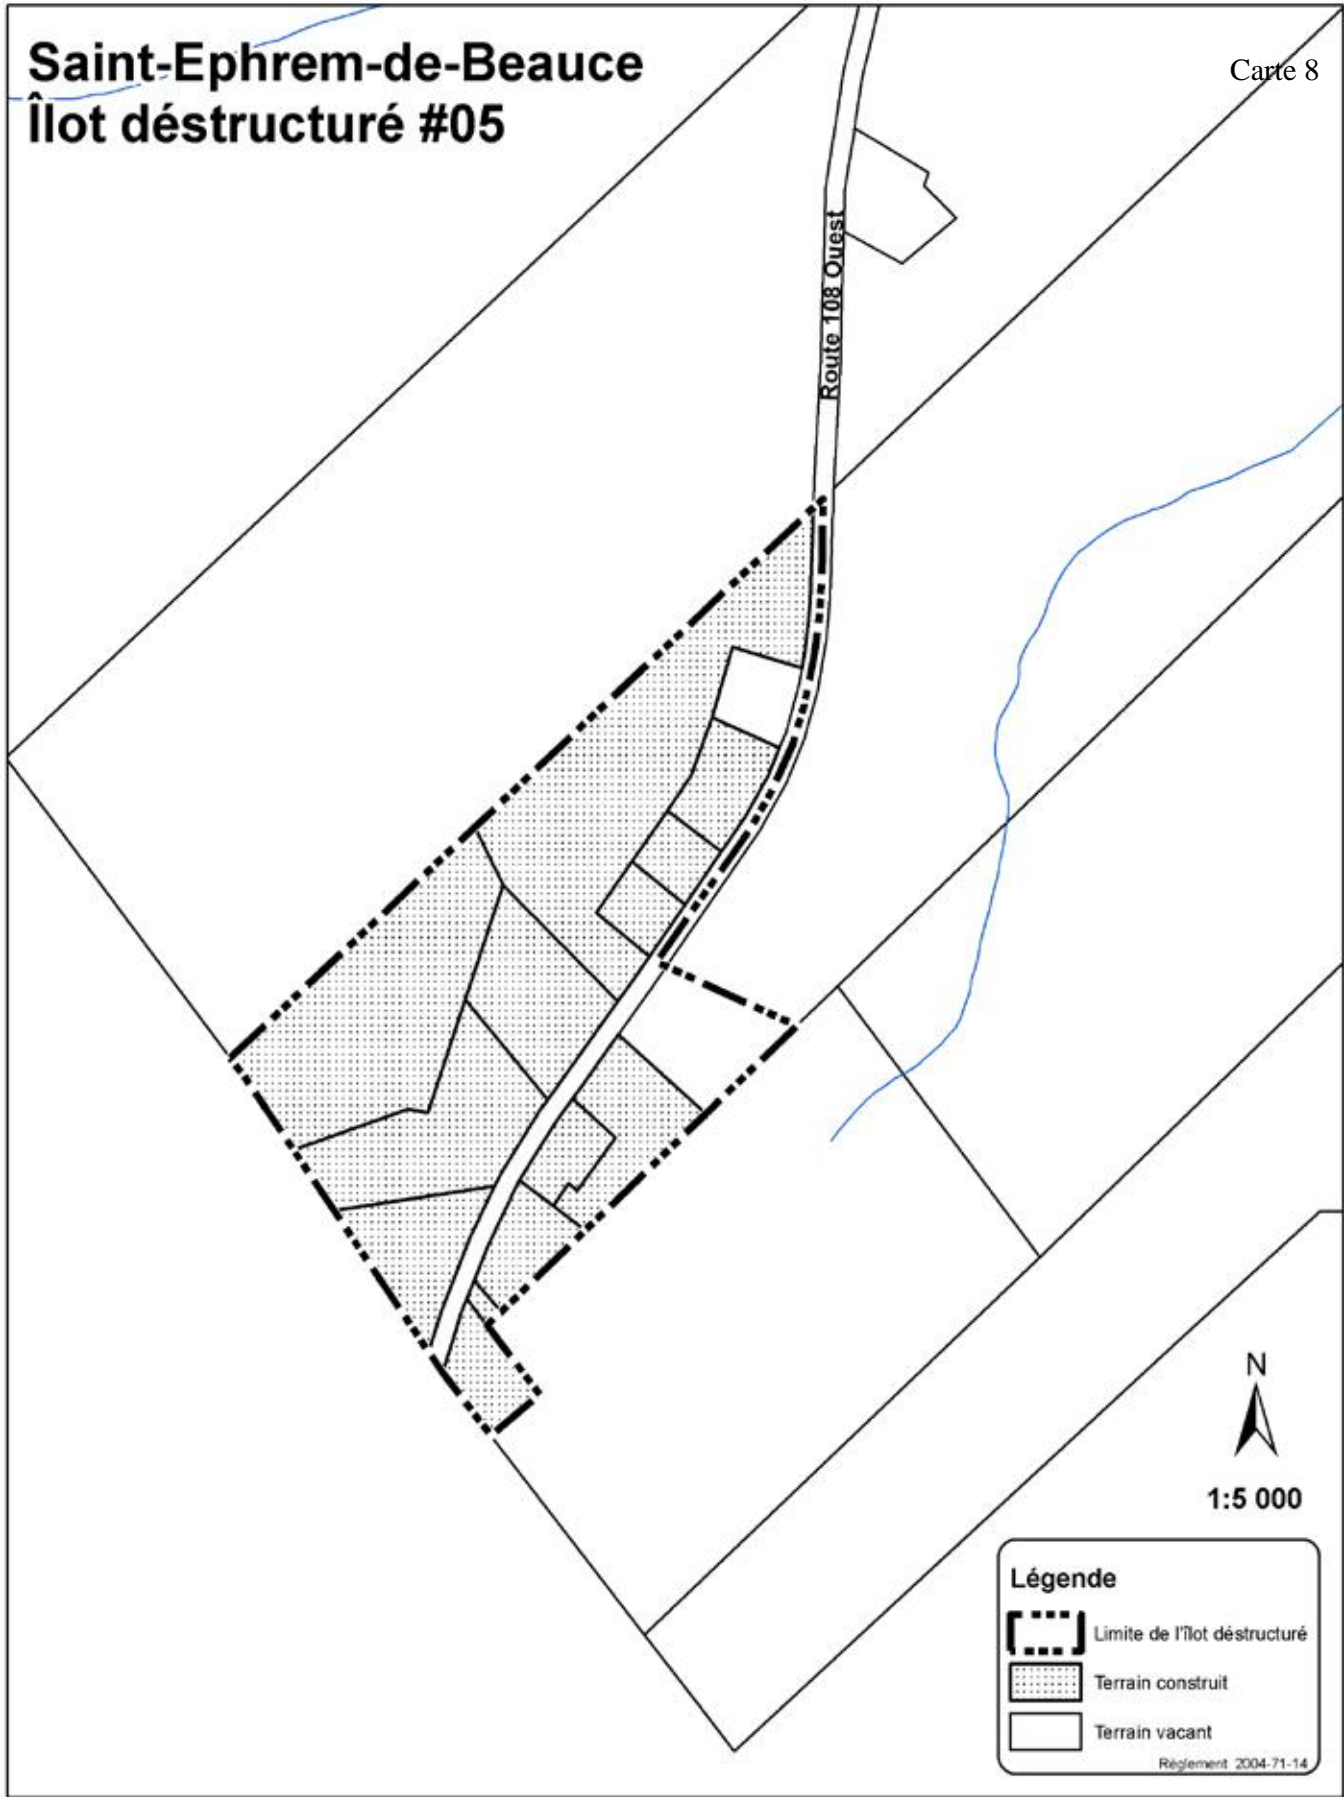 Saint-Ephrem-de-Beauce
Îlot déstructuré #05
Carte 8
Route 108 Ouest
N
1:5 000
Légende
Limite de l'îlot déstructuré
Terrain construit
Terrain vacant
Règlement 2004-71-14